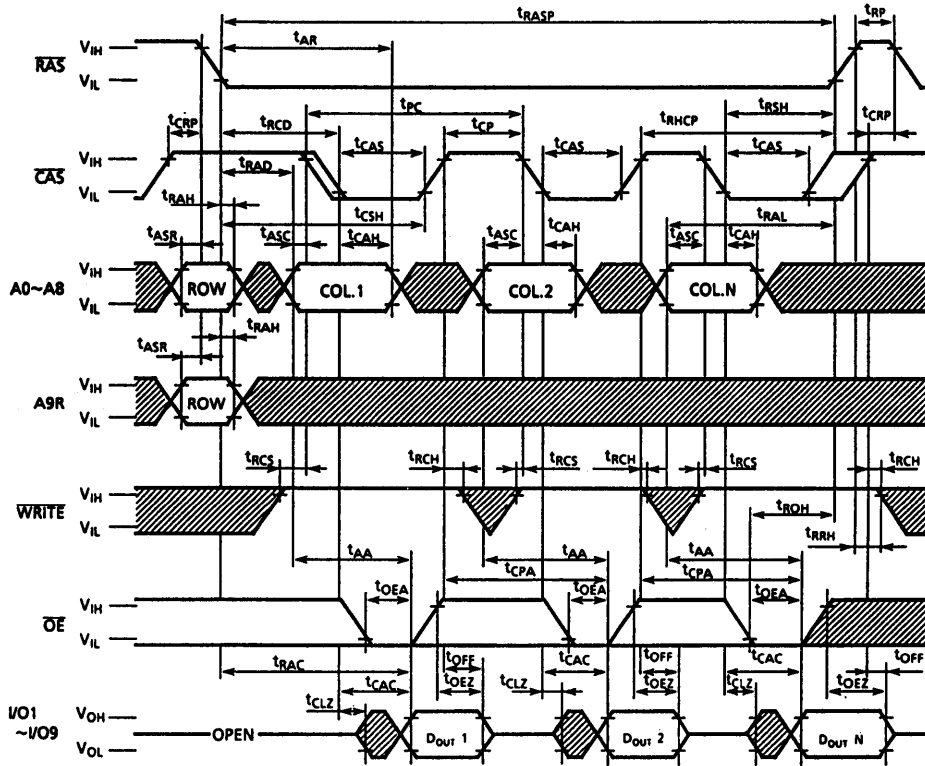 tRASP tRP
tAR
VIH
RAS
VIL
tPC
tCRP tRCD tCP tRHCP tRSH tCRP
tCAS tCAS tCAS
VIH
CAS tRAD
VIL
tRAH tCSH tRAL
tASR tASC tCAH tASC tCAH tASC tCAH
VIH
A0~A8 ROW COL.1 COL.2 COL.N
VIL
tRAH
tASR
VIH
A9R ROW
VIL
tRCS tRCH tRCS tRCH tRCS tRCH
VIH
WRITE tROH
VIL
tRRH
tAA tAA tAA
tCPA tCPA
tOEA tOEA tOEA
VIH
OE
VIL
tRAC tOFF tCAC tOFF tCAC tOFF
tCAC tOEZ tCLZ tOEZ tCLZ tOEZ
tCLZ
I/O1 VOH
~I/O9 OPEN DOUT 1 DOUT 2 DOUT N
VOL